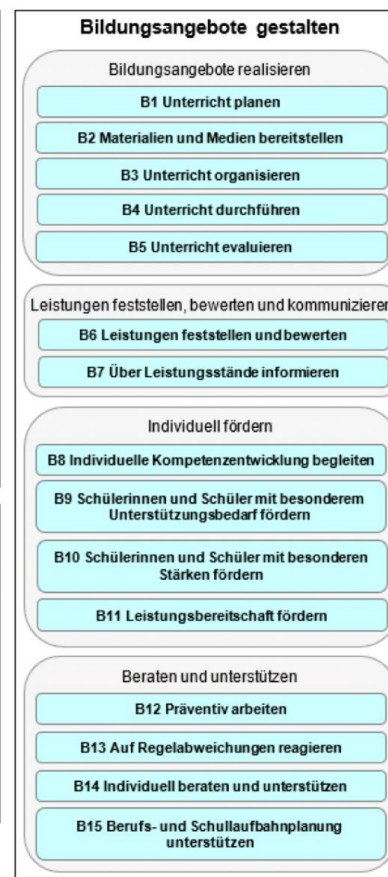 Bildungsangebote gestalten
Bildungsangebote realisieren
B1 Unterricht planen
B2 Materialien und Medien bereitstellen
B3 Unterricht organisieren
B4 Unterricht durchführen
B5 Unterricht evaluieren
Leistungen feststellen, bewerten und kommunizieren
B6 Leistungen feststellen und bewerten
B7 Über Leistungsstände informieren
Individuell fördern
B8 Individuelle Kompetenzentwicklung begleiten
B9 Schülerinnen und Schüler mit besonderem
Unterstützungsbedarf fördern
B10 Schülerinnen und Schüler mit besonderen
Stärken fördern
B11 Leistungsbereitschaft fördern
Beraten und unterstützen
B12 Präventiv arbeiten
B13 Auf Regelabweichungen reagieren
B14 Individuell beraten und unterstützen
B15 Berufs- und Schullaufbahnplanung
unterstützen